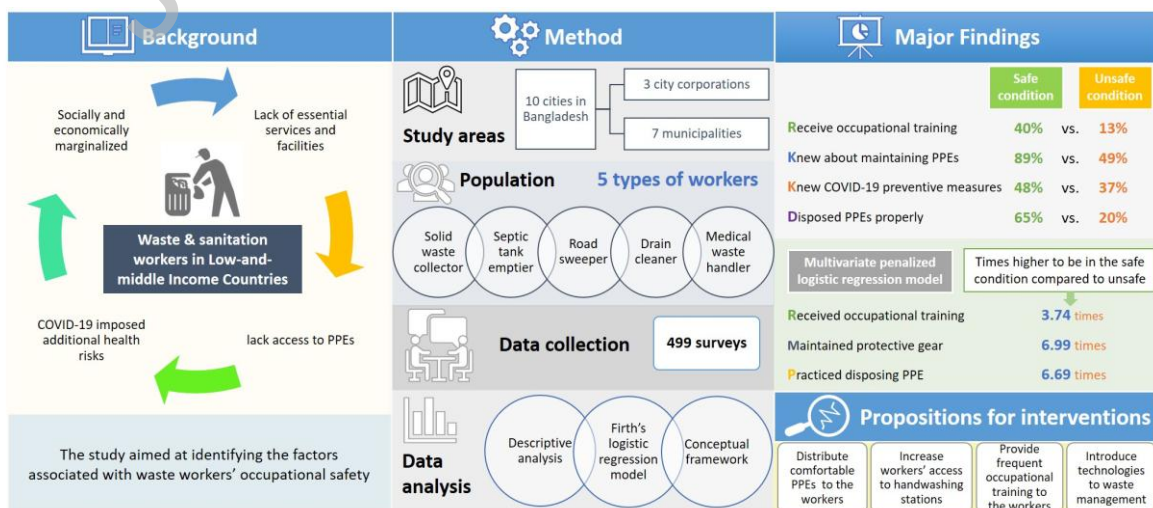 Background
Socially and
economically
marginalized
Lack of essential
services and
facilities
Waste & sanitation
workers in Low-and-
middle Income Countries
COVID-19 imposed
additional health
risks
lack access to PPEs
The study aimed at identifying the factors
associated with waste workers' occupational safety
Method
Study areas
10 cities in
Bangladesh
3 city corporations
7 municipalities
Population
5 types of workers
Solid
waste
collector
Septic
tank
emptier
Road
sweeper
Drain
cleaner
Medical
waste
handler
Data collection
499 surveys
Data
analysis
Descriptive
analysis
Firth's
logistic
regression
model
Conceptual
framework
Major Findings
Safe
condition
Unsafe
condition
Receive occupational training 40% vs. 13%
Knew about maintaining PPEs 89% vs. 49%
Knew COVID-19 preventive measures 48% vs. 37%
Disposed PPEs properly 65% vs. 20%
Multivariate penalized
logistic regression model
Times higher to be in the safe
condition compared to unsafe
Received occupational training 3.74 times
Maintained protective gear 6.99 times
Practiced disposing PPE 6.69 times
Propositions for interventions
Distribute
comfortable
PPEs to the
workers
Increase
workers' access
to handwashing
stations
Provide
frequent
occupational
training to
the workers
Introduce
technologies
to waste
management